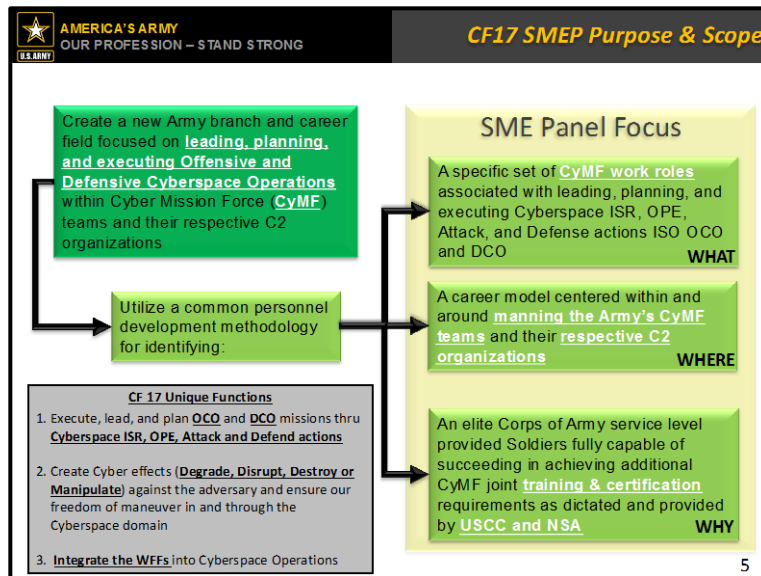 AMERICA'S ARMY
OUR PROFESSION – STAND STRONG
U.S.ARMY
CF17 SMEP Purpose & Scope
Create a new Army branch and career
field focused on leading, planning,
and executing Offensive and
Defensive Cyberspace Operations
within Cyber Mission Force (CyMF)
teams and their respective C2
organizations
Utilize a common personnel
development methodology
for identifying:
CF 17 Unique Functions
1. Execute, lead, and plan OCO and DCO missions thru
Cyberspace ISR, OPE, Attack and Defend actions
2. Create Cyber effects (Degrade, Disrupt, Destroy or
Manipulate) against the adversary and ensure our
freedom of maneuver in and through the
Cyberspace domain
3. Integrate the WFFs into Cyberspace Operations
SME Panel Focus
A specific set of CyMF work roles
associated with leading, planning, and
executing Cyberspace ISR, OPE,
Attack, and Defense actions ISO OCO
and DCO
WHAT
A career model centered within and
around manning the Army's CyMF
teams and their respective C2
organizations
WHERE
An elite Corps of Army service level
provided Soldiers fully capable of
succeeding in achieving additional
CyMF joint training & certification
requirements as dictated and provided
by USCC and NSA
WHY
5